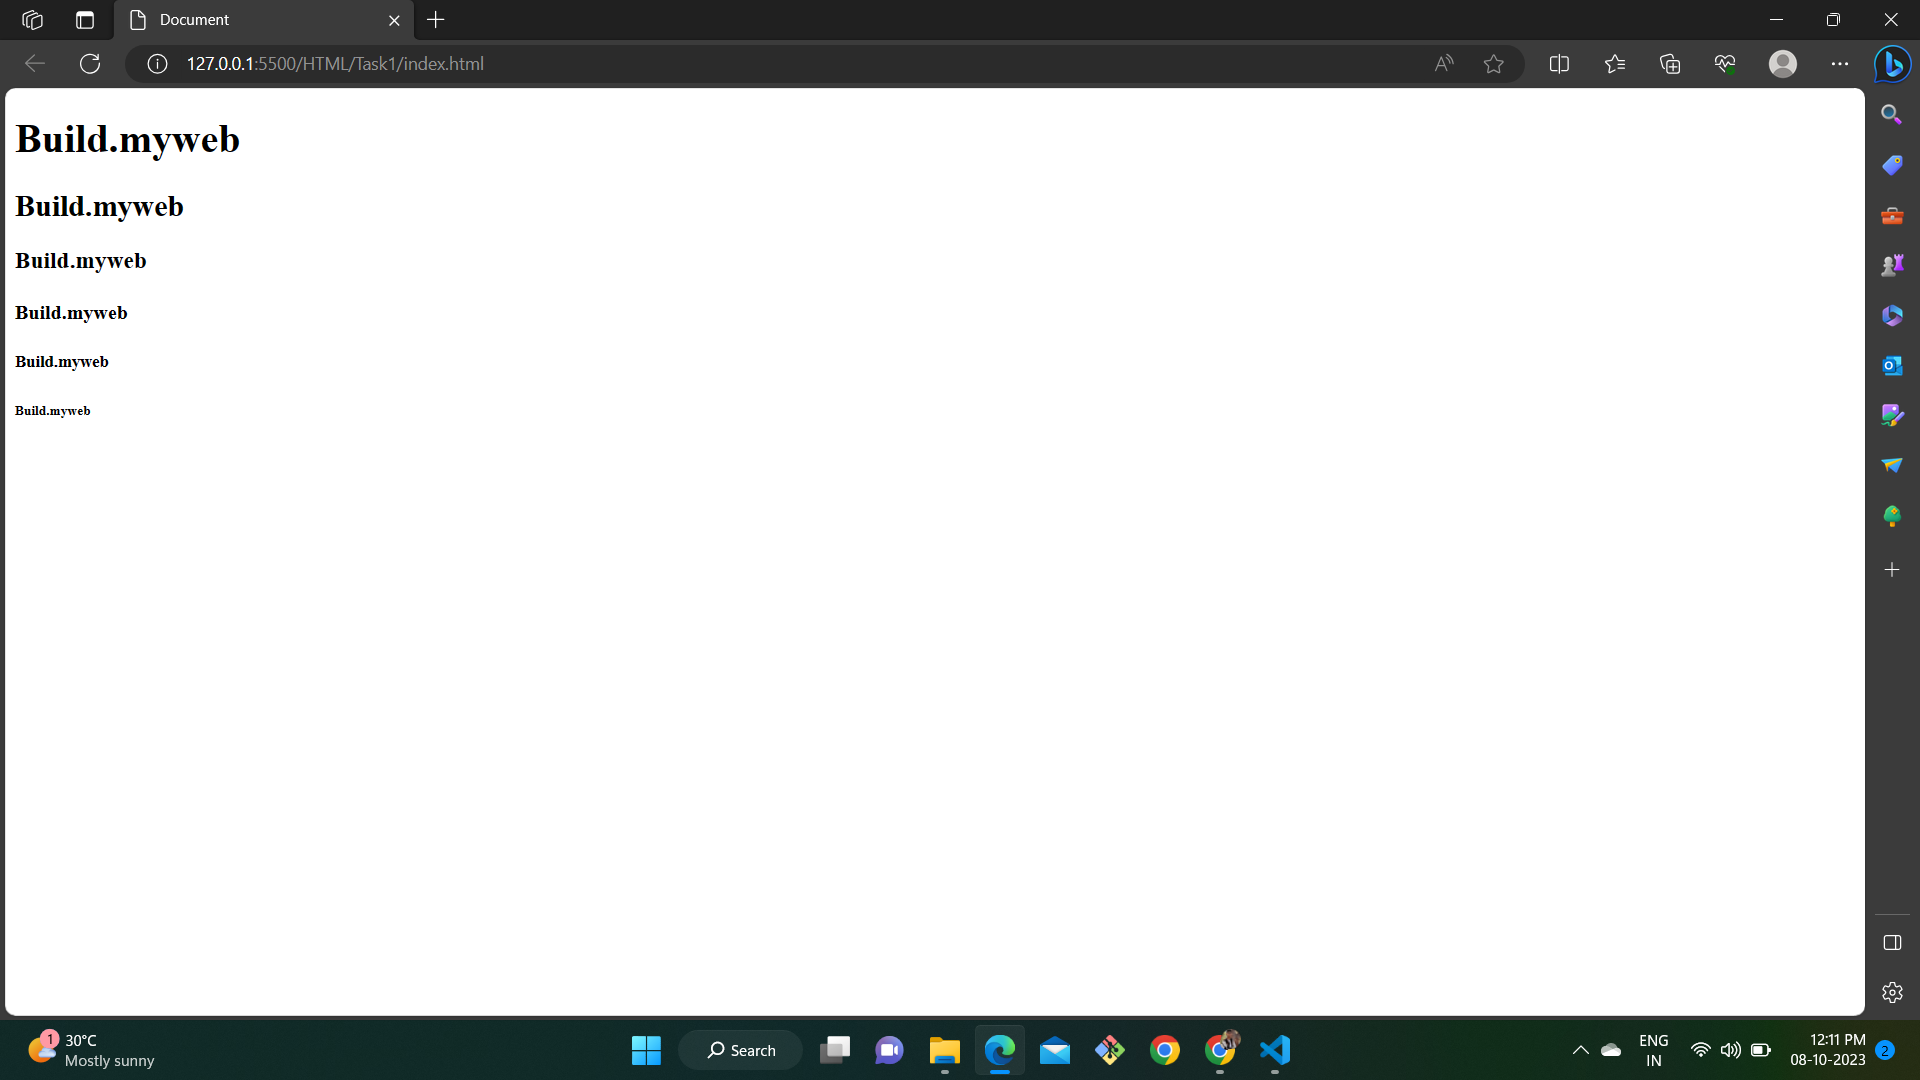 Document
127.0.0.1:5500/HTML/Task1/index.html
Build.myweb
Build.myweb
Build.myweb
Build.myweb
Build.myweb
Build.myweb
1
30°C
Mostly sunny
Search
ENG
IN
12:11 PM
08-10-2023
2